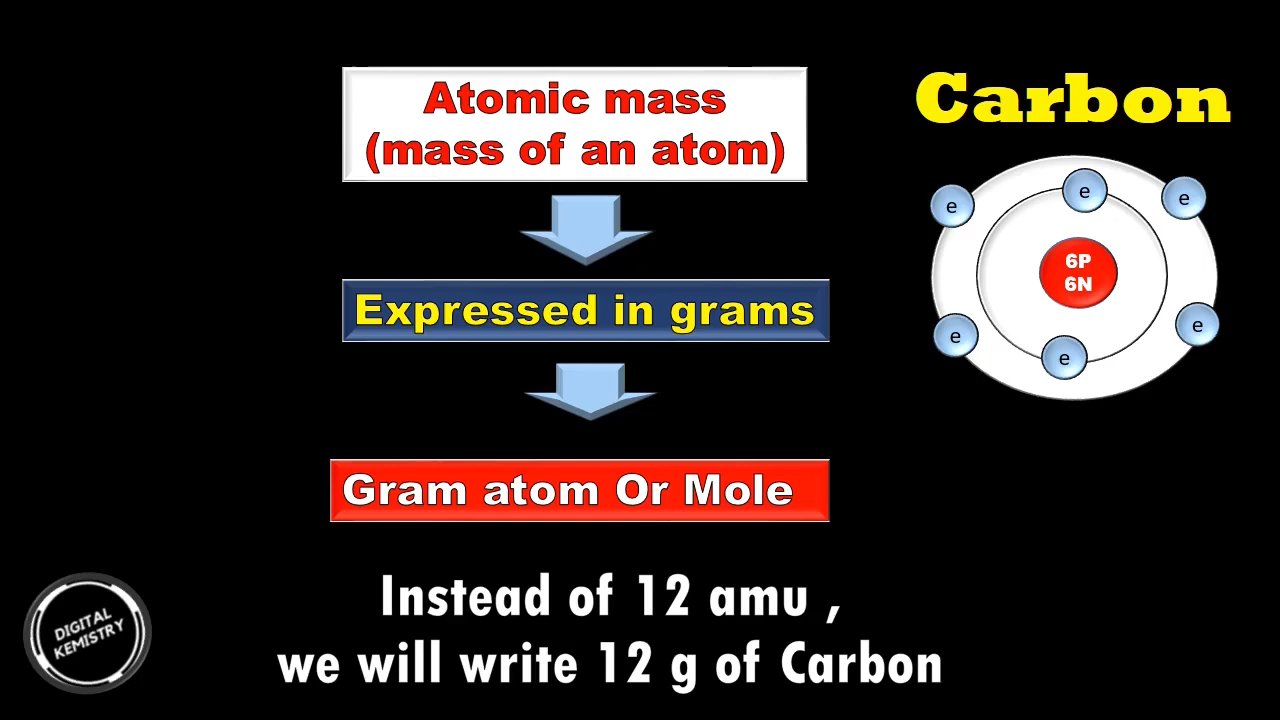 Atomic mass
(mass of an atom)
Carbon
e
e
e
6P
6N
e
e
e
Expressed in grams
Gram atom Or Mole
Instead of 12 amu ,
we will write 12 g of Carbon
DIGITAL
KEMISTRY